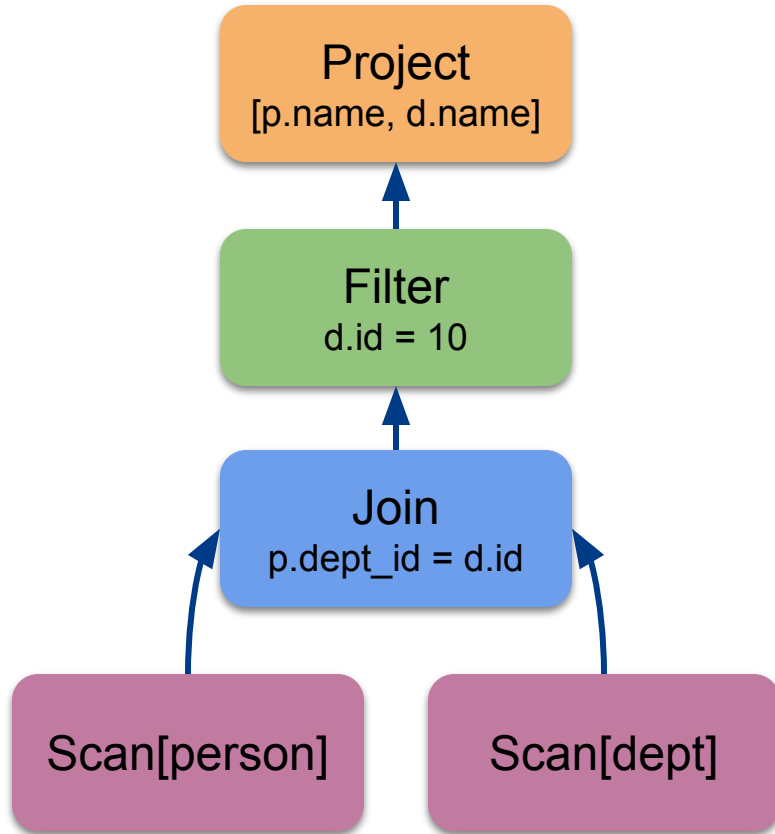 Project
[p.name, d.name]
Filter
d.id = 10
Join
p.dept_id = d.id
Scan[person]
Scan[dept]